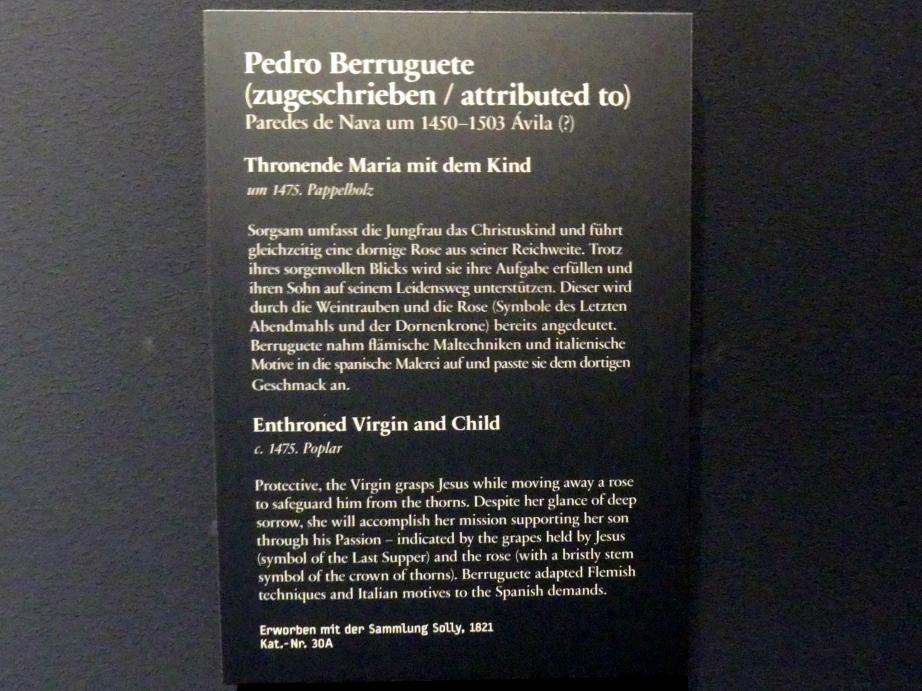 Pedro Berruguete
(zugeschrieben / attributed to)
Paredes de Nava um 1450–1503 Ávila (?)
Thronende Maria mit dem Kind
um 1475. Pappelholz
Sorgsam umfasst die Jungfrau das Christuskind und führt
gleichzeitig eine dornige Rose aus seiner Reichweite. Trotz
ihres sorgenvollen Blicks wird sie ihre Aufgabe erfüllen und
ihren Sohn auf seinem Leidensweg unterstützen. Dieser wird
durch die Weintrauben und die Rose (Symbole des Letzten
Abendmahls und der Dornenkrone) bereits angedeutet.
Berruguete nahm flämische Maltechniken und italienische
Motive in die spanische Malerei auf und passte sie dem dortigen
Geschmack an.
Enthroned Virgin and Child
c. 1475. Poplar
Protective, the Virgin grasps Jesus while moving away a rose
to safeguard him from the thorns. Despite her glance of deep
sorrow, she will accomplish her mission supporting her son
through his Passion – indicated by the grapes held by Jesus
(symbol of the Last Supper) and the rose (with a bristly stem
symbol of the crown of thorns). Berruguete adapted Flemish
techniques and Italian motives to the Spanish demands.
Erworben mit der Sammlung Solly, 1821
Kat.-Nr. 30A